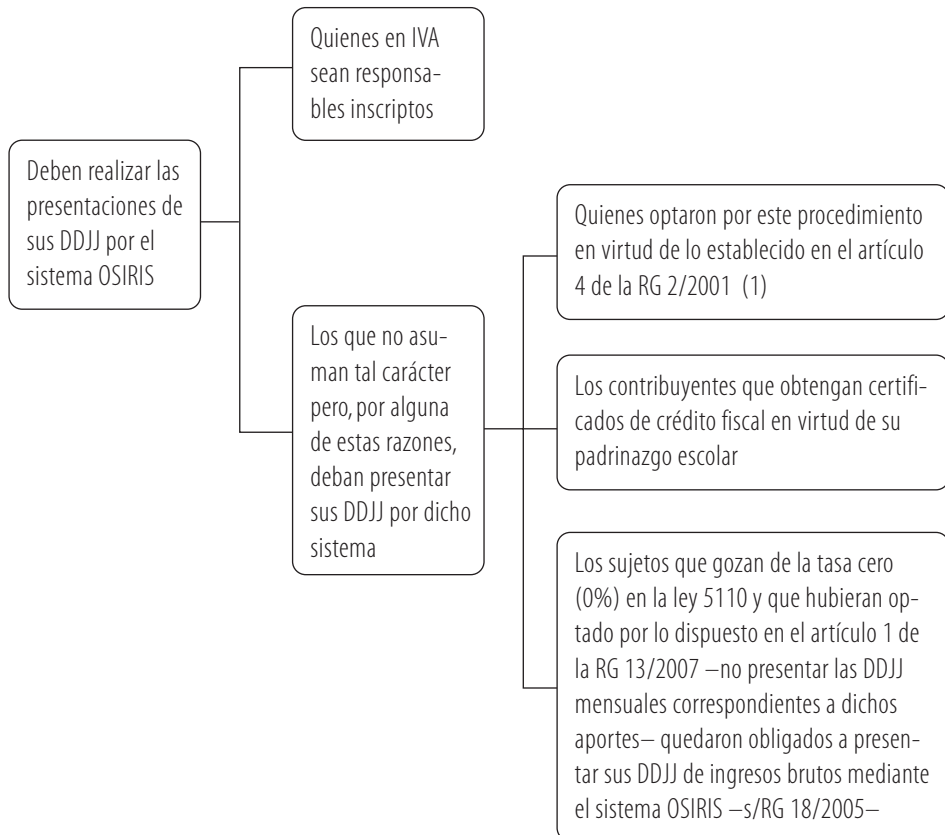 Deben realizar las
presentaciones de
sus DDJJ por el
sistema OSIRIS
Quienes en IVA
sean responsa-
bles inscriptos
Los que no asu-
man tal carácter
pero, por alguna
de estas razones,
deban presentar
sus DDJJ por dicho
sistema
Quienes optaron por este procedimiento
en virtud de lo establecido en el artículo
4 de la RG 2/2001 (1)
Los contribuyentes que obtengan certifi-
cados de crédito fiscal en virtud de su
padrinazgo escolar
Los sujetos que gozan de la tasa cero
(0%) en la ley 5110 y que hubieran op-
tado por lo dispuesto en el artículo 1 de
la RG 13/2007 –no presentar las DDJJ
mensuales correspondientes a dichos
aportes– quedaron obligados a presen-
tar sus DDJJ de ingresos brutos mediante
el sistema OSIRIS –s/RG 18/2005–